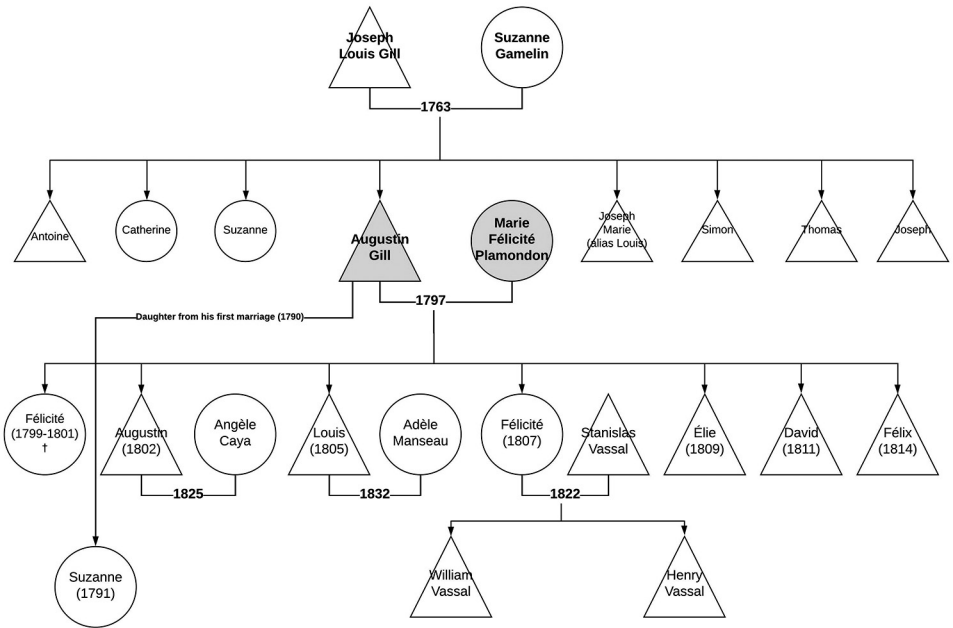 Joseph
Louis Gill
Suzanne
Gamelin
1763
Antoine
Catherine
Suzanne
Augustin
Gill
Marie
Félicité
Plamondon
Joseph
Marie
(alias Louis)
Simon
Thomas
Joseph
1797
Daughter from his first marriage (1790)
Félicité
(1799-1801)
†
Augustin
(1802)
Angèle
Caya
Louis
(1805)
Adèle
Manseau
Félicité
(1807)
Stanislas
Vassal
Élie
(1809)
David
(1811)
Félix
(1814)
1825
1832
1822
Suzanne
(1791)
William
Vassal
Henry
Vassal